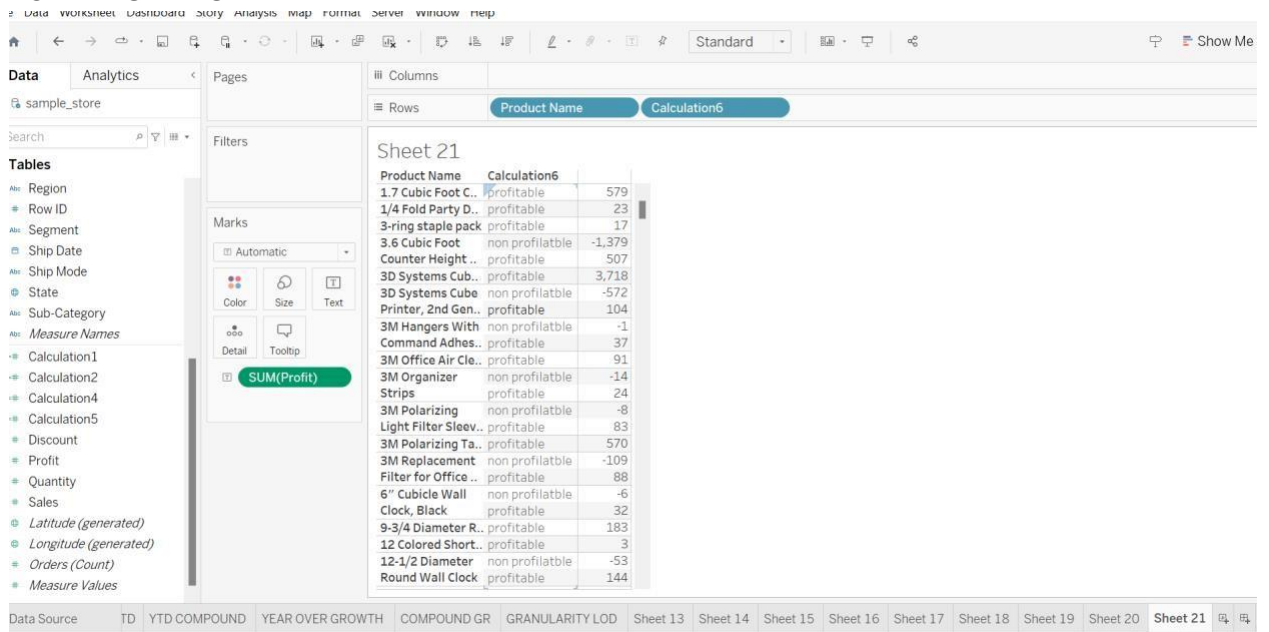 Data Worksheet Dashboard Story Analysis Map Format Server Window Help
Standard
Show Me
Data Analytics
sample_store
Search
Tables
Region
Row ID
Segment
Ship Date
Ship Mode
State
Sub-Category
Measure Names
Calculation1
Calculation2
Calculation4
Calculation5
Discount
Profit
Quantity
Sales
Latitude (generated)
Longitude (generated)
Orders (Count)
Measure Values
Pages
Filters
Marks
Automatic
Color Size Text
Detail Tooltip
SUM(Profit)
Columns
Rows Product Name Calculation6
Sheet 21
Product Name Calculation6
1.7 Cubic Foot C.. profitable 579
1/4 Fold Party D.. profitable 23
3-ring staple pack profitable 17
3.6 Cubic Foot non profilatble -1,379
Counter Height .. profitable 507
3D Systems Cub.. profitable 3,718
3D Systems Cube non profilatble -572
Printer, 2nd Gen.. profitable 104
3M Hangers With non profilatble -1
Command Adhes.. profitable 37
3M Office Air Cle.. profitable 91
3M Organizer non profilatble -14
Strips profitable 24
3M Polarizing non profilatble -8
Light Filter Sleev.. profitable 83
3M Polarizing Ta.. profitable 570
3M Replacement non profilatble -109
Filter for Office .. profitable 88
6" Cubicle Wall non profilatble -6
Clock, Black profitable 32
9-3/4 Diameter R.. profitable 183
12 Colored Short.. profitable 3
12-1/2 Diameter non profilatble -53
Round Wall Clock profitable 144
Data Source TD YTD COMPOUND YEAR OVER GROWTH COMPOUND GR GRANULARITY LOD Sheet 13 Sheet 14 Sheet 15 Sheet 16 Sheet 17 Sheet 18 Sheet 19 Sheet 20 Sheet 21